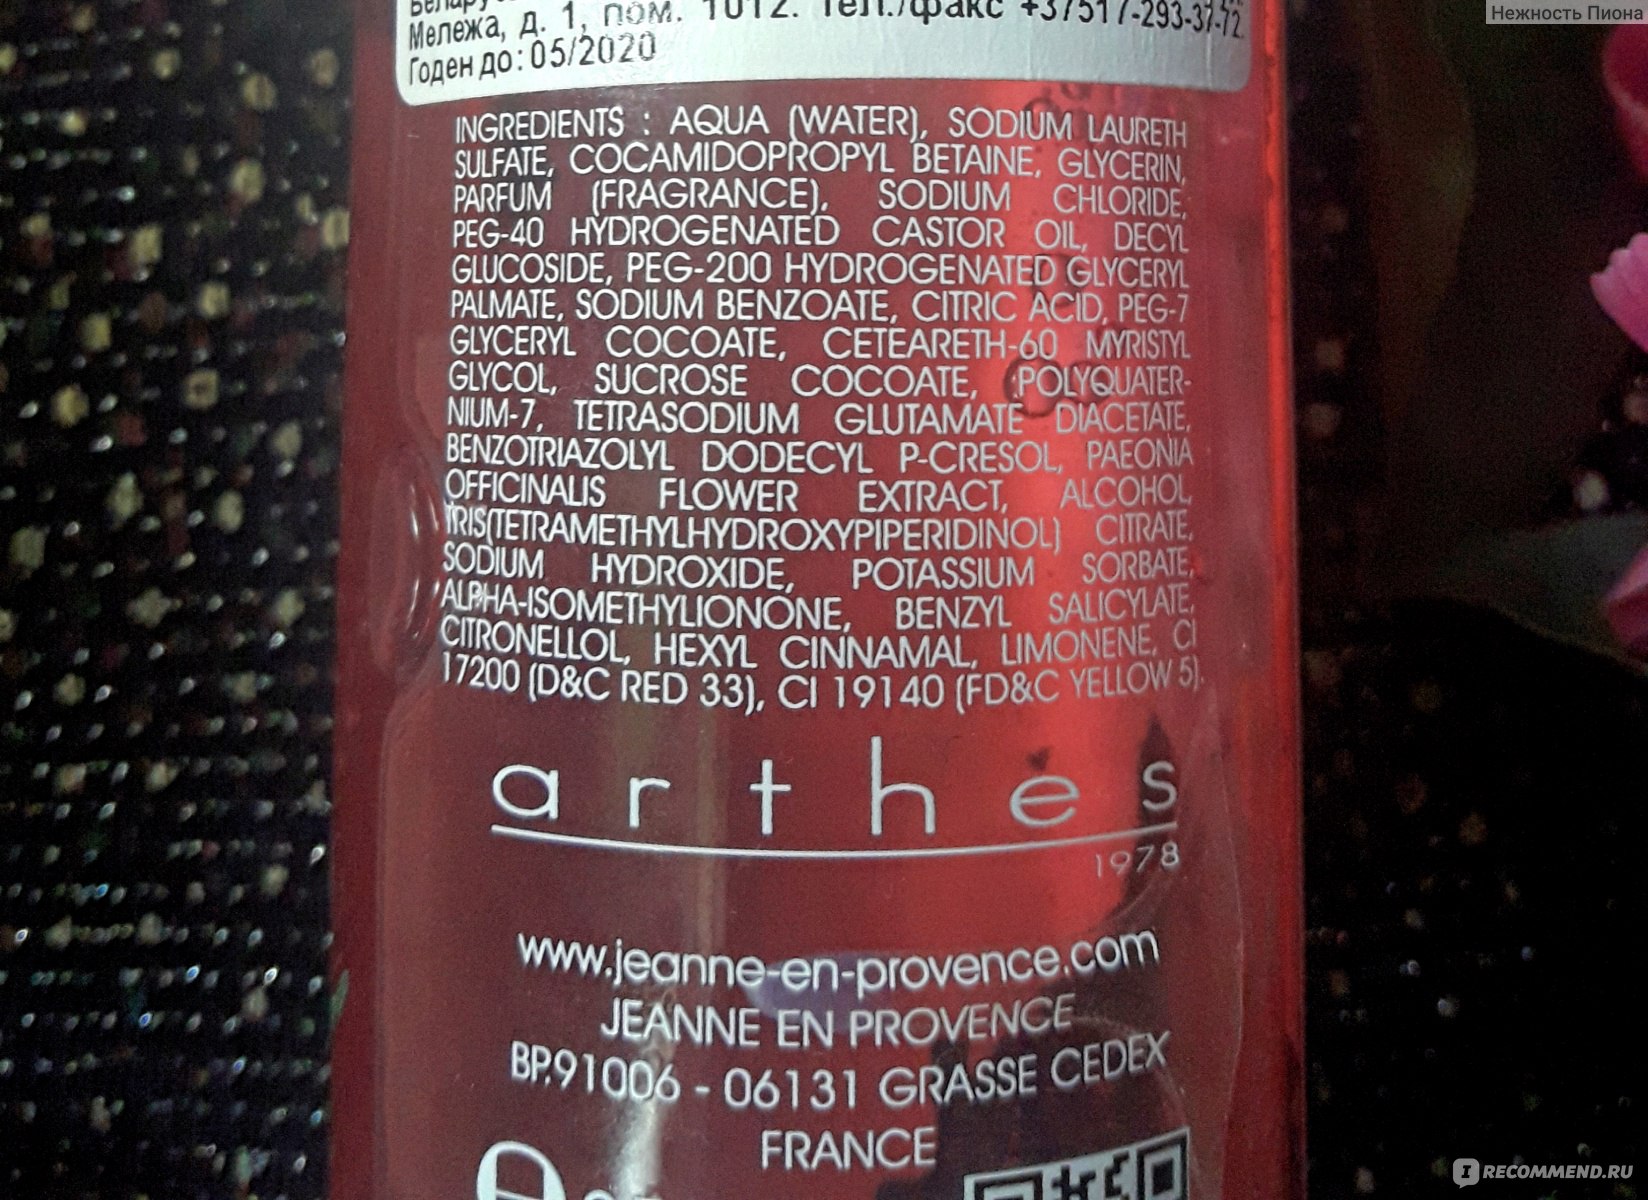 Нежность Пиона
Мележа, д. 1, пом. 1012. Тел./факс +37517-293-37-72.
Годен до: 05/2020
INGREDIENTS : AQUA (WATER), SODIUM LAURETH
SULFATE, COCAMIDOPROPYL BETAINE, GLYCERIN,
PARFUM (FRAGRANCE), SODIUM CHLORIDE,
PEG-40 HYDROGENATED CASTOR OIL, DECYL
GLUCOSIDE, PEG-200 HYDROGENATED GLYCERYL
PALMATE, SODIUM BENZOATE, CITRIC ACID, PEG-7
GLYCERYL COCOATE, CETEARETH-60 MYRISTYL
GLYCOL, SUCROSE COCOATE, POLYQUATER-
NIUM-7, TETRASODIUM GLUTAMATE DIACETATE,
BENZOTRIAZOLYL DODECYL P-CRESOL, PAEONIA
OFFICINALIS FLOWER EXTRACT, ALCOHOL,
TRIS(TETRAMETHYLHYDROXYPIPERIDINOL) CITRATE,
SODIUM HYDROXIDE, POTASSIUM SORBATE,
ALPHA-ISOMETHYLIONONE, BENZYL SALICYLATE,
CITRONELLOL, HEXYL CINNAMAL, LIMONENE, CI
17200 (D&C RED 33), CI 19140 (FD&C YELLOW 5).
arthes
1978
www.jeanne-en-provence.com
JEANNE EN PROVENCE
BP.91006 - 06131 GRASSE CEDEX
FRANCE
IRECOMMEND.RU